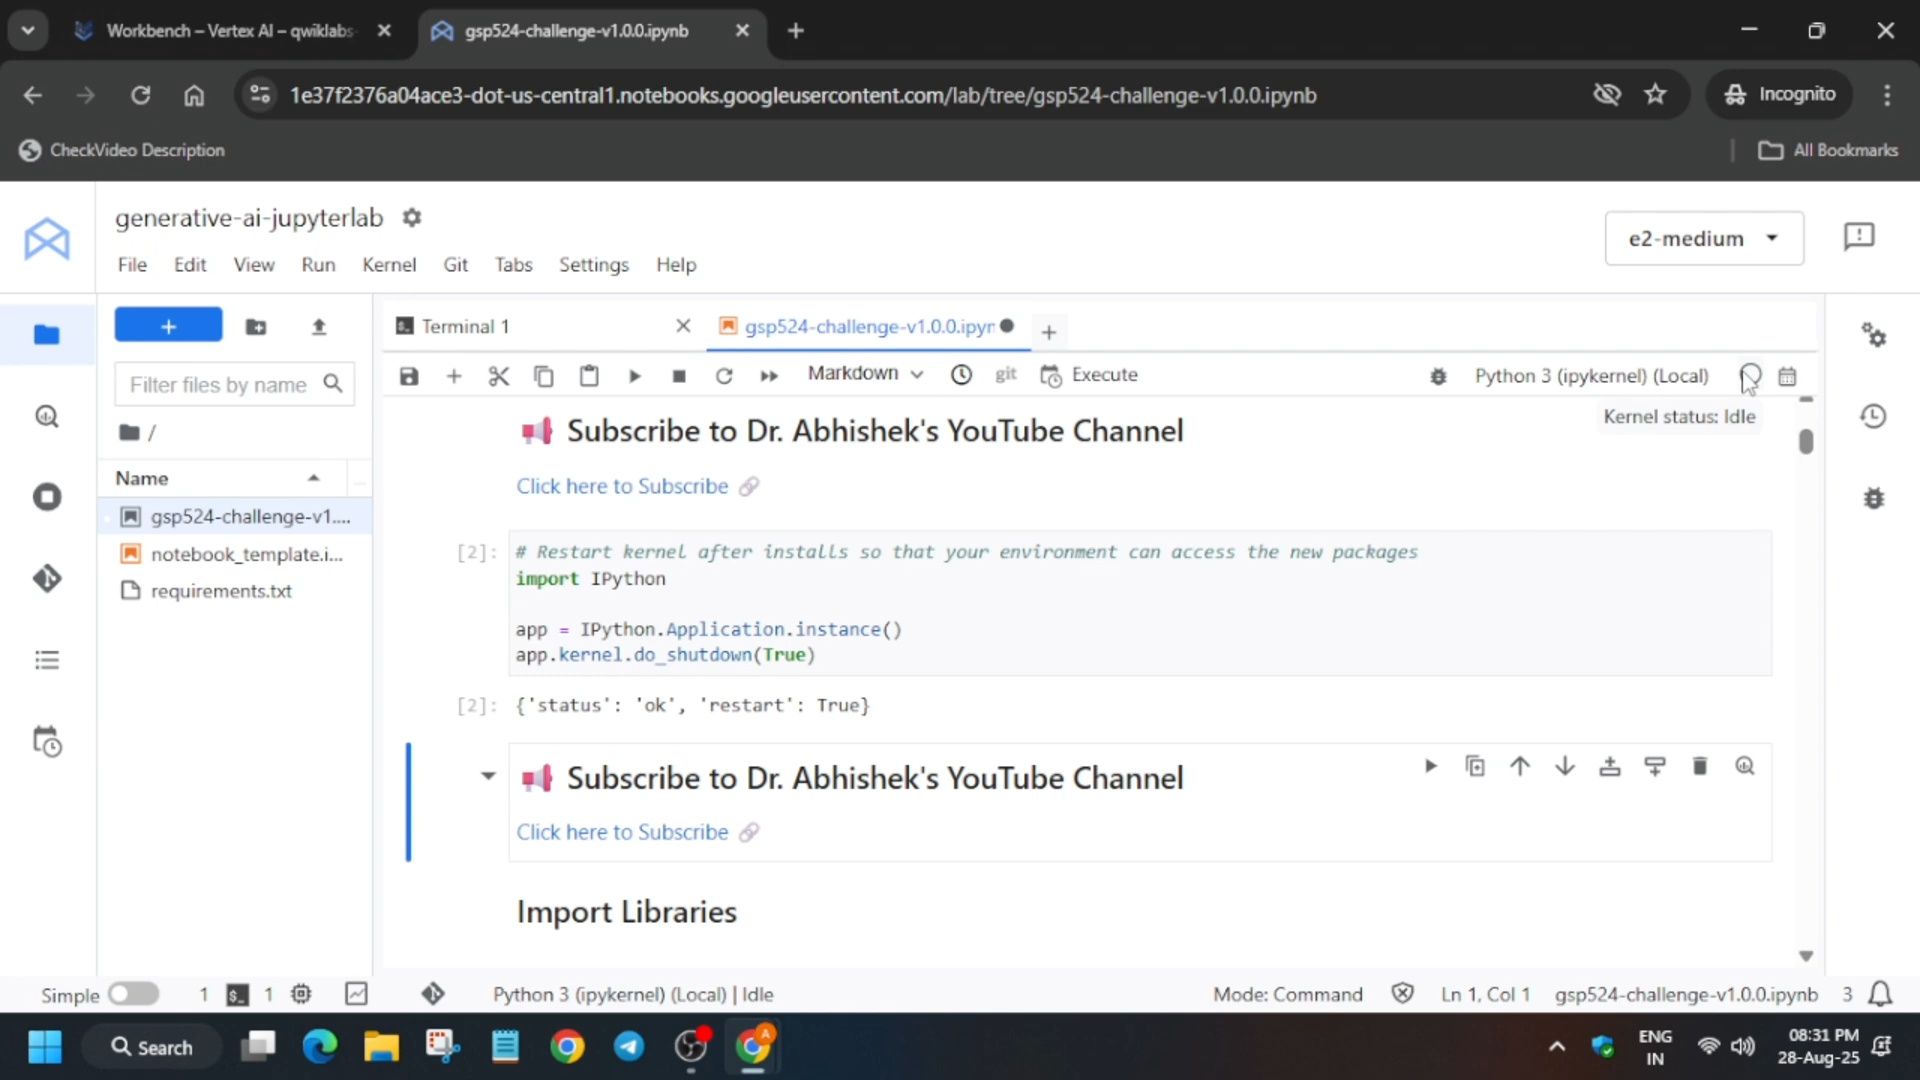 Workbench – Vertex AI – qwiklabs
gsp524-challenge-v1.0.0.ipynb
1e37f2376a04ace3-dot-us-central1.notebooks.googleusercontent.com/lab/tree/gsp524-challenge-v1.0.0.ipynb
Incognito
CheckVideo Description
All Bookmarks
generative-ai-jupyterlab
e2-medium
File Edit View Run Kernel Git Tabs Settings Help
Terminal 1
gsp524-challenge-v1.0.0.ipyr
Filter files by name
Markdown
git
Execute
Python 3 (ipykernel) (Local)
Kernel status: Idle
/
Name
gsp524-challenge-v1....
notebook_template.i...
requirements.txt
Subscribe to Dr. Abhishek's YouTube Channel
Click here to Subscribe
[2]: # Restart kernel after installs so that your environment can access the new packages
import IPython
app = IPython.Application.instance()
app.kernel.do_shutdown(True)
[2]: {'status': 'ok', 'restart': True}
Subscribe to Dr. Abhishek's YouTube Channel
Click here to Subscribe
Import Libraries
Simple 1 1 Python 3 (ipykernel) (Local) | Idle Mode: Command Ln 1, Col 1 gsp524-challenge-v1.0.0.ipynb 3
Search
ENG
IN
08:31 PM
28-Aug-25